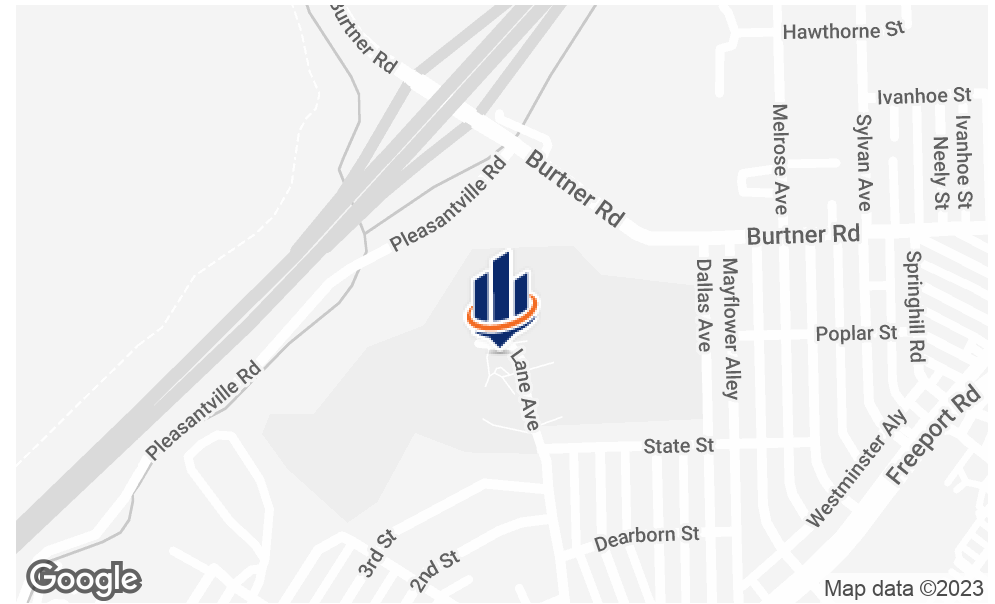 Burtner Rd
Hawthorne St
Ivanhoe St
Melrose Ave
Sylvan Ave
Neely St
Ivanhoe St
Pleasantville Rd
Burtner Rd
Burtner Rd
Dallas Ave
Mayflower Alley
Springhill Rd
Poplar St
Lane Ave
Pleasantville Rd
State St
Westminster Aly
Freeport Rd
3rd St
2nd St
Dearborn St
Google
Map data ©2023